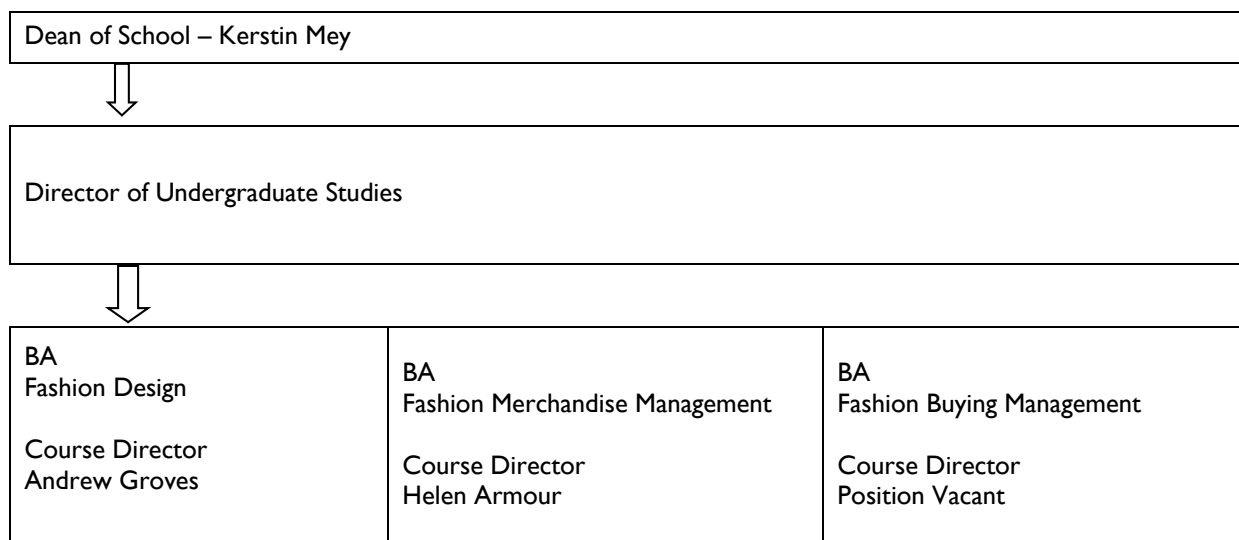 Dean of School – Kerstin Mey
Director of Undergraduate Studies
BA
Fashion Design
Course Director
Andrew Groves
BA
Fashion Merchandise Management
Course Director
Helen Armour
BA
Fashion Buying Management
Course Director
Position Vacant